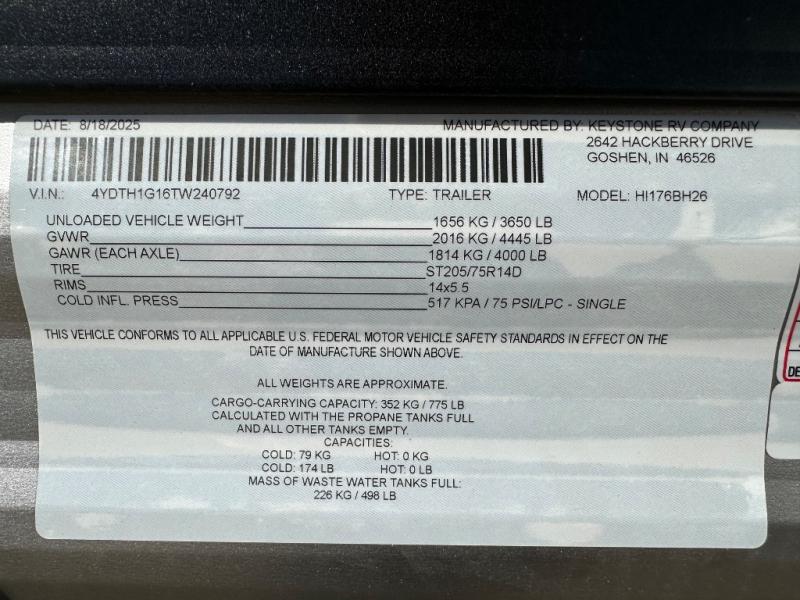 DATE: 8/18/2025 MANUFACTURED BY: KEYSTONE RV COMPANY
2642 HACKBERRY DRIVE
GOSHEN, IN 46526
V.I.N.: 4YDTH1G16TW240792 TYPE: TRAILER MODEL: HI176BH26
UNLOADED VEHICLE WEIGHT 1656 KG / 3650 LB
GVWR 2016 KG / 4445 LB
GAWR (EACH AXLE) 1814 KG / 4000 LB
TIRE ST205/75R14D
RIMS 14x5.5
COLD INFL. PRESS 517 KPA / 75 PSI/LPC - SINGLE
THIS VEHICLE CONFORMS TO ALL APPLICABLE U.S. FEDERAL MOTOR VEHICLE SAFETY STANDARDS IN EFFECT ON THE
DATE OF MANUFACTURE SHOWN ABOVE.
ALL WEIGHTS ARE APPROXIMATE.
CARGO-CARRYING CAPACITY: 352 KG / 775 LB
CALCULATED WITH THE PROPANE TANKS FULL
AND ALL OTHER TANKS EMPTY.
CAPACITIES:
COLD: 79 KG HOT: 0 KG
COLD: 174 LB HOT: 0 LB
MASS OF WASTE WATER TANKS FULL:
226 KG / 498 LB
DE